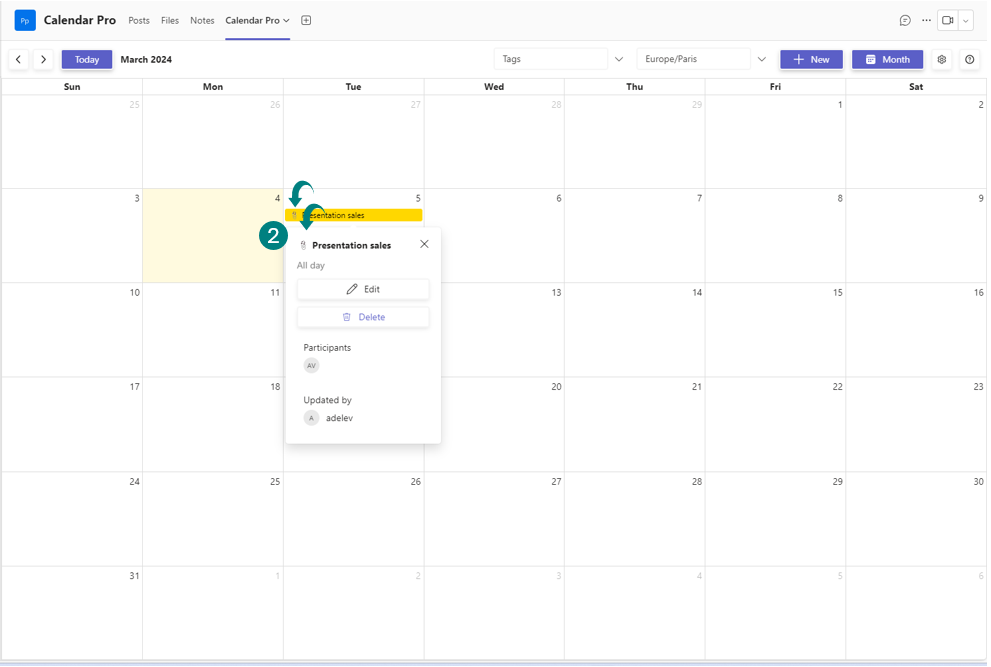 Pp Calendar Pro Posts Files Notes Calendar Pro
Today March 2024 Tags Europe/Paris New Month
Sun Mon Tue Wed Thu Fri Sat
25 26 27 28 29 1 2
3 4 5 6 7 8 9
Presentation sales
2
Presentation sales
All day
Edit
10 11 13 14 15 16
Delete
Participants
AV
17 18 20 21 22 23
Updated by
A adelev
24 25 26 27 28 29 30
31 1 2 3 4 5 6